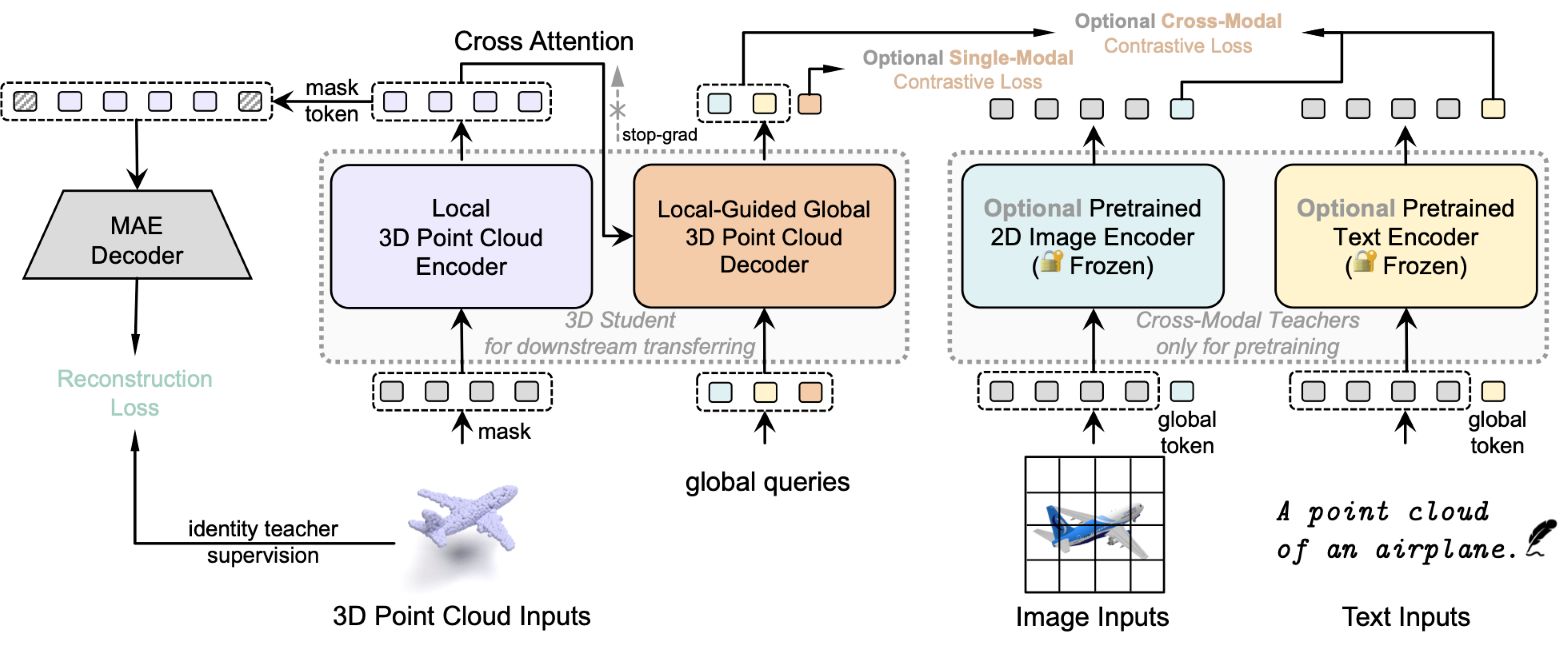 Cross Attention
mask
token
stop-grad
Optional Single-Modal
Contrastive Loss
Optional Cross-Modal
Contrastive Loss
MAE
Decoder
Local
3D Point Cloud
Encoder
Local-Guided Global
3D Point Cloud
Decoder
3D Student
for downstream transferring
Optional Pretrained
2D Image Encoder
( Frozen)
Optional Pretrained
Text Encoder
( Frozen)
Cross-Modal Teachers
only for pretraining
Reconstruction
Loss
mask
global queries
global
token
global
token
identity teacher
supervision
A point cloud
of an airplane.
3D Point Cloud Inputs
Image Inputs
Text Inputs